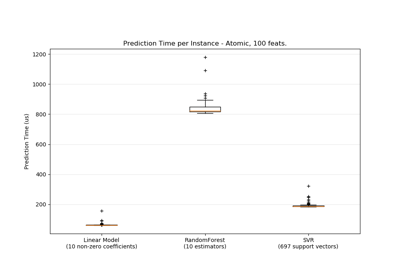 Prediction Time per Instance - Atomic, 100 feats.
1200
1000
800
600
400
200
Prediction Time (us)
Linear Model
(10 non-zero coefficients)
RandomForest
(10 estimators)
SVR
(697 support vectors)